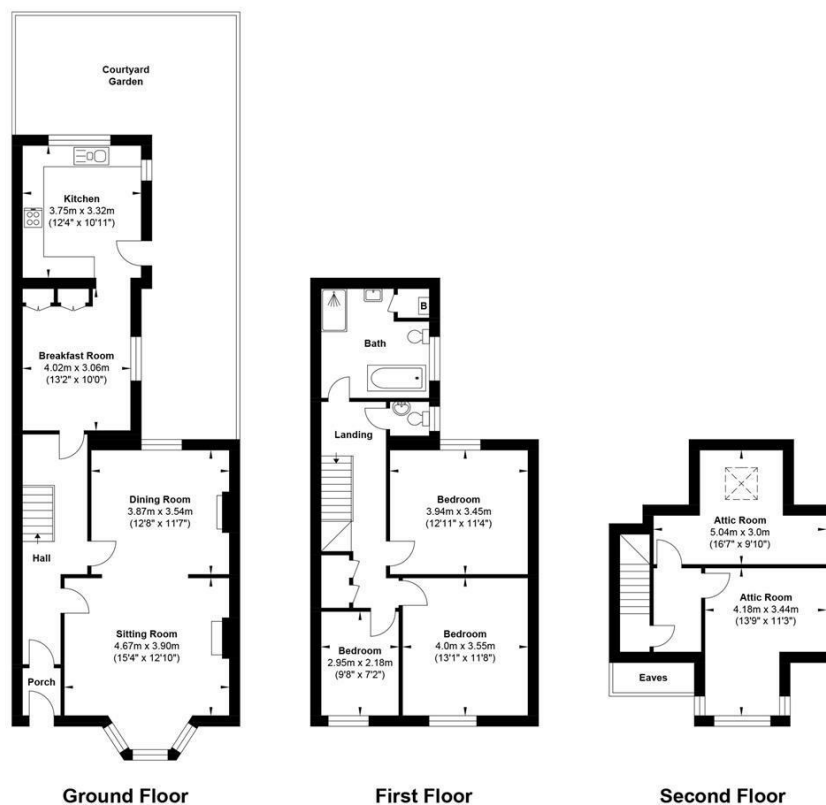 Courtyard
Garden
Kitchen
3.75m x 3.32m
(12'4" x 10'11")
Breakfast Room
4.02m x 3.06m
(13'2" x 10'0")
Dining Room
3.87m x 3.54m
(12'8" x 11'7")
Hall
Sitting Room
4.67m x 3.90m
(15'4" x 12'10")
Porch
Ground Floor
B
Bath
Landing
Bedroom
3.94m x 3.45m
(12'11" x 11'4")
Bedroom
4.0m x 3.55m
(13'1" x 11'8")
Bedroom
2.95m x 2.18m
(9'8" x 7'2")
First Floor
Attic Room
5.04m x 3.0m
(16'7" x 9'10")
Attic Room
4.18m x 3.44m
(13'9" x 11'3")
Eaves
Second Floor